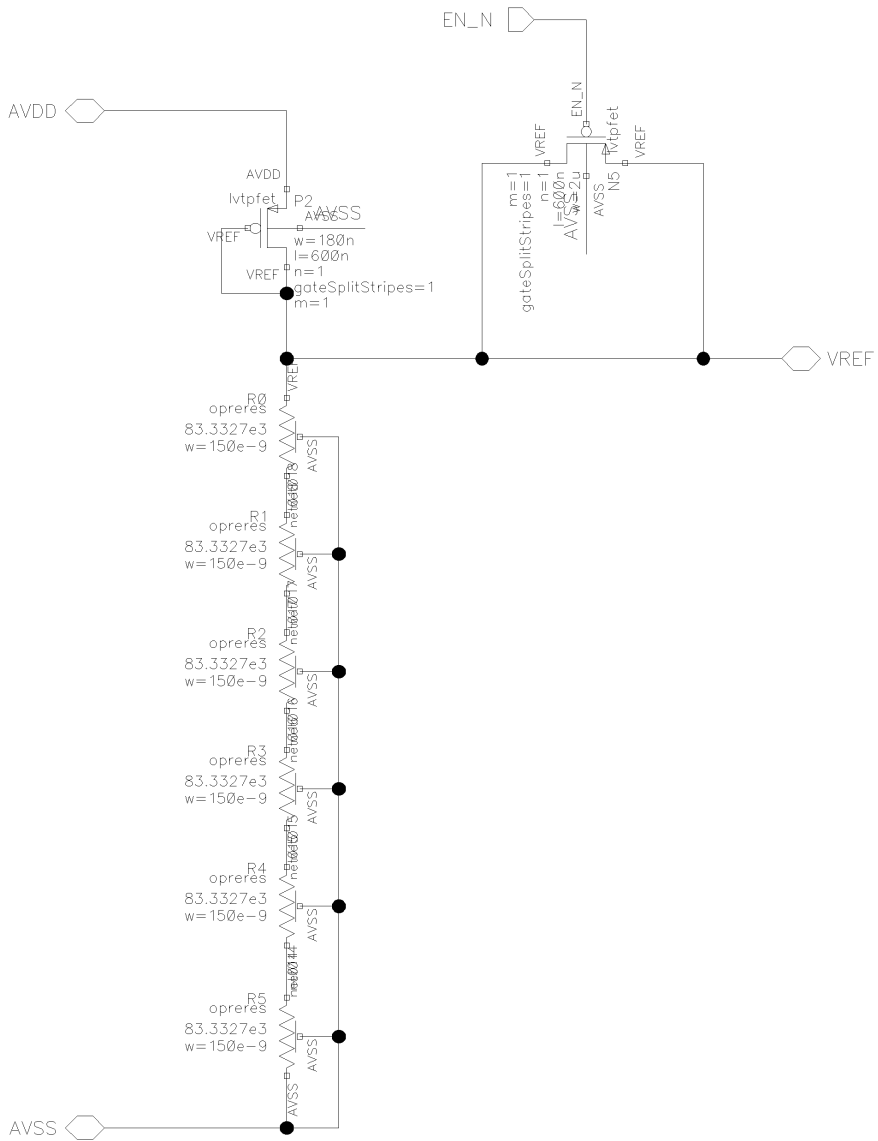 EN_N
AVDD
EN_N
lvtpfet
VREF
VREF
m=1
gateSplitStripes=1
n=1
l=600n
w=2u
AVSS
AVSS
N5
AVDD
lvtpfet
P2
AVSS
AVSS
VREF
w=180n
l=600n
VREF
n=1
gateSplitStripes=1
m=1
VREF
VREF
R0
opreres
83.3327e3
w=150e-9
AVSS
R1
opreres
83.3327e3
w=150e-9
AVSS
R2
opreres
83.3327e3
w=150e-9
AVSS
R3
opreres
83.3327e3
w=150e-9
AVSS
R4
opreres
83.3327e3
w=150e-9
AVSS
R5
opreres
83.3327e3
w=150e-9
AVSS
AVSS
AVSS